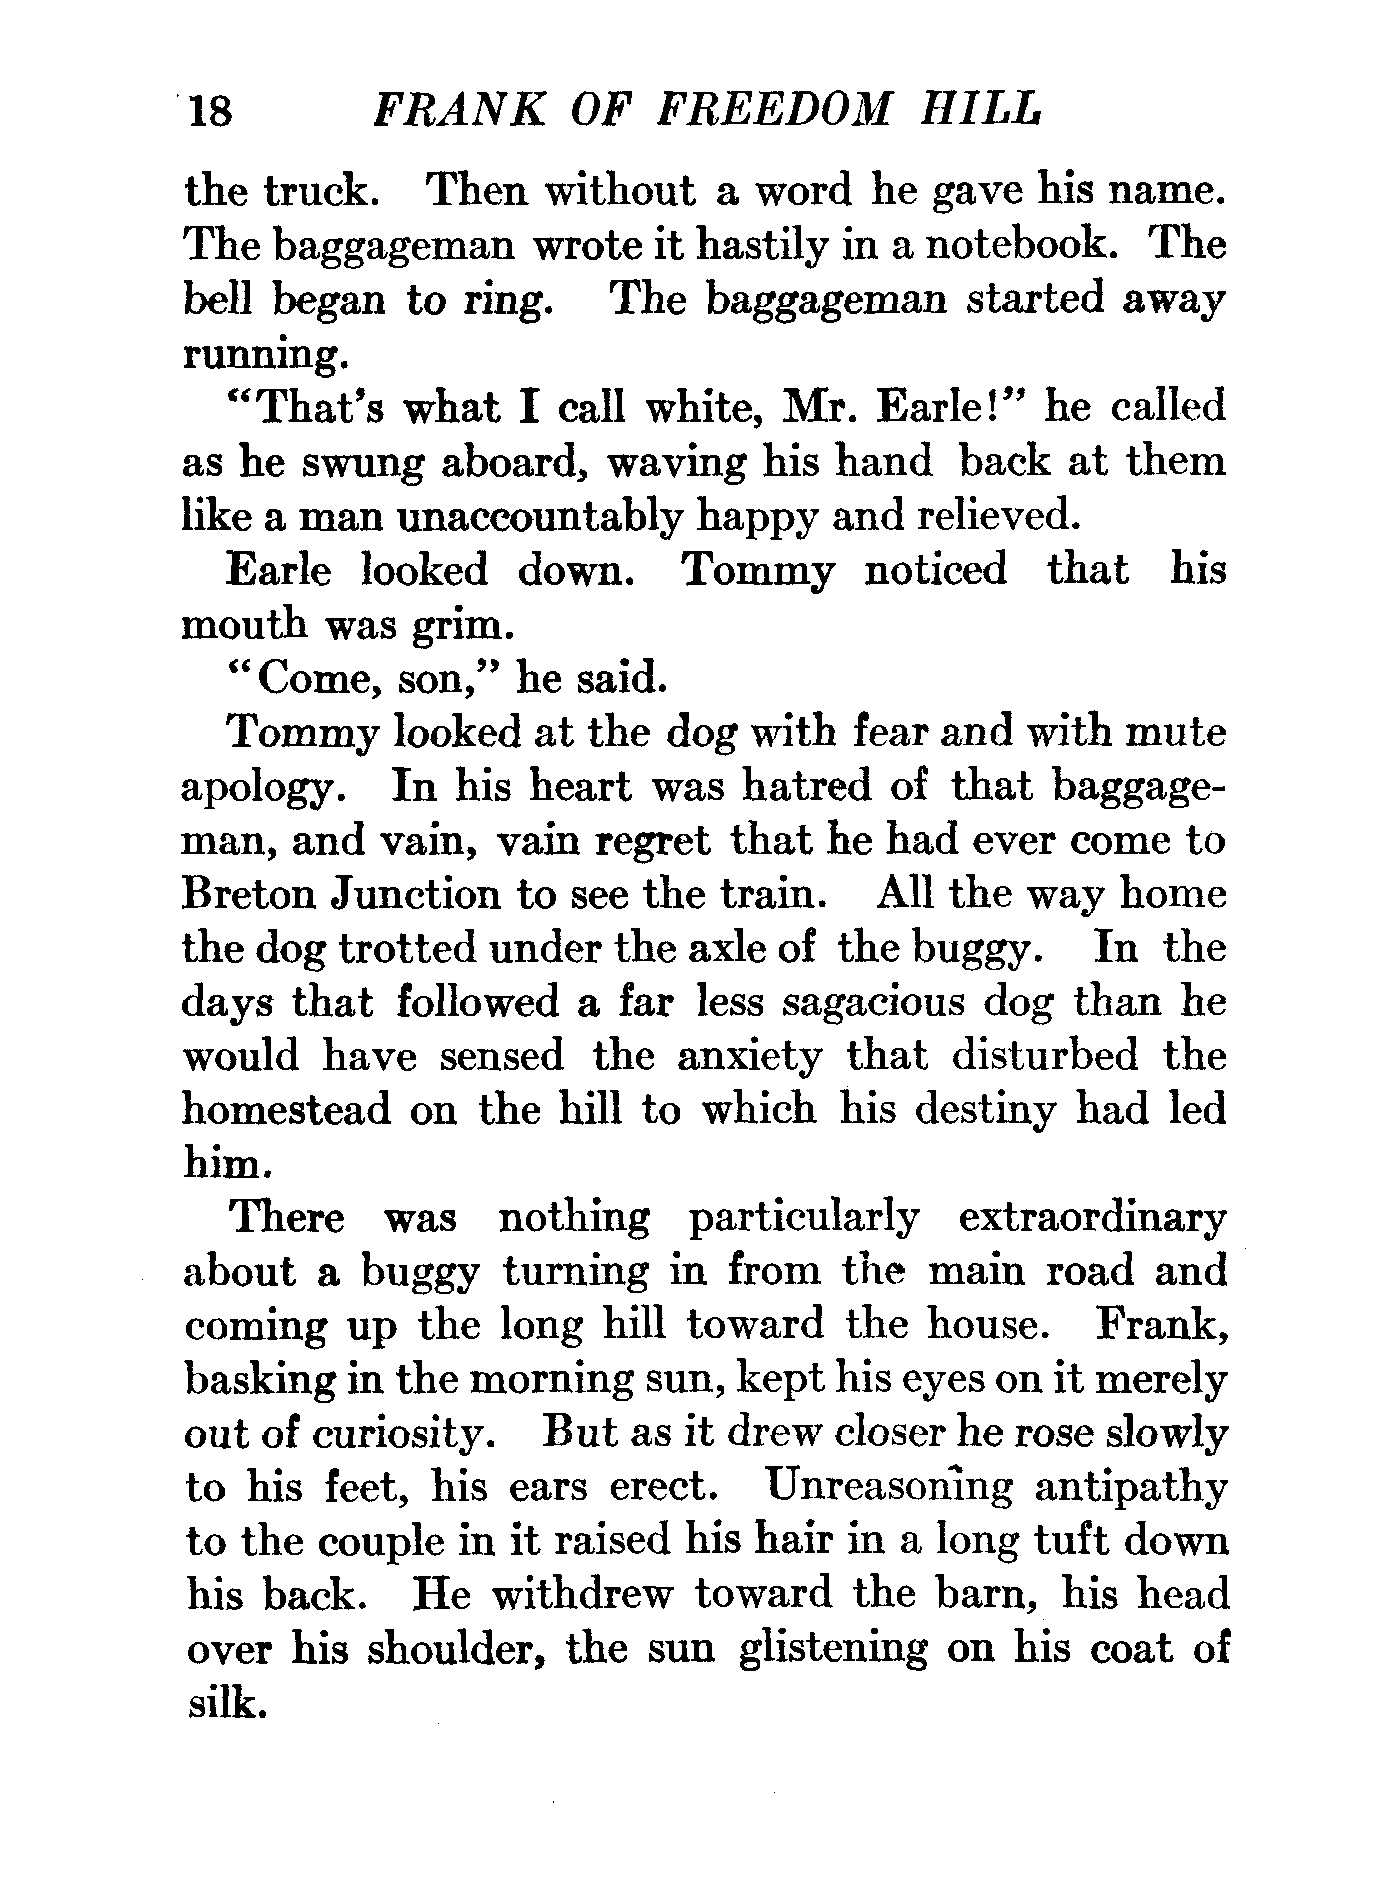 18 FRANK OF FREEDOM HILL
the truck. Then without a word he gave his name.
The baggageman wrote it hastily in a notebook. The
bell began to ring. The baggageman started away
running.
"That's what I call white, Mr. Earle!" he called
as he swung aboard, waving his hand back at them
like a man unaccountably happy and relieved.
Earle looked down. Tommy noticed that his
mouth was grim.
"Come, son," he said.
Tommy looked at the dog with fear and with mute
apology. In his heart was hatred of that baggage-
man, and vain, vain regret that he had ever come to
Breton Junction to see the train. All the way home
the dog trotted under the axle of the buggy. In the
days that followed a far less sagacious dog than he
would have sensed the anxiety that disturbed the
homestead on the hill to which his destiny had led
him.
There was nothing particularly extraordinary
about a buggy turning in from the main road and
coming up the long hill toward the house. Frank,
basking in the morning sun, kept his eyes on it merely
out of curiosity. But as it drew closer he rose slowly
to his feet, his ears erect. Unreasoning antipathy
to the couple in it raised his hair in a long tuft down
his back. He withdrew toward the barn, his head
over his shoulder, the sun glistening on his coat of
silk.